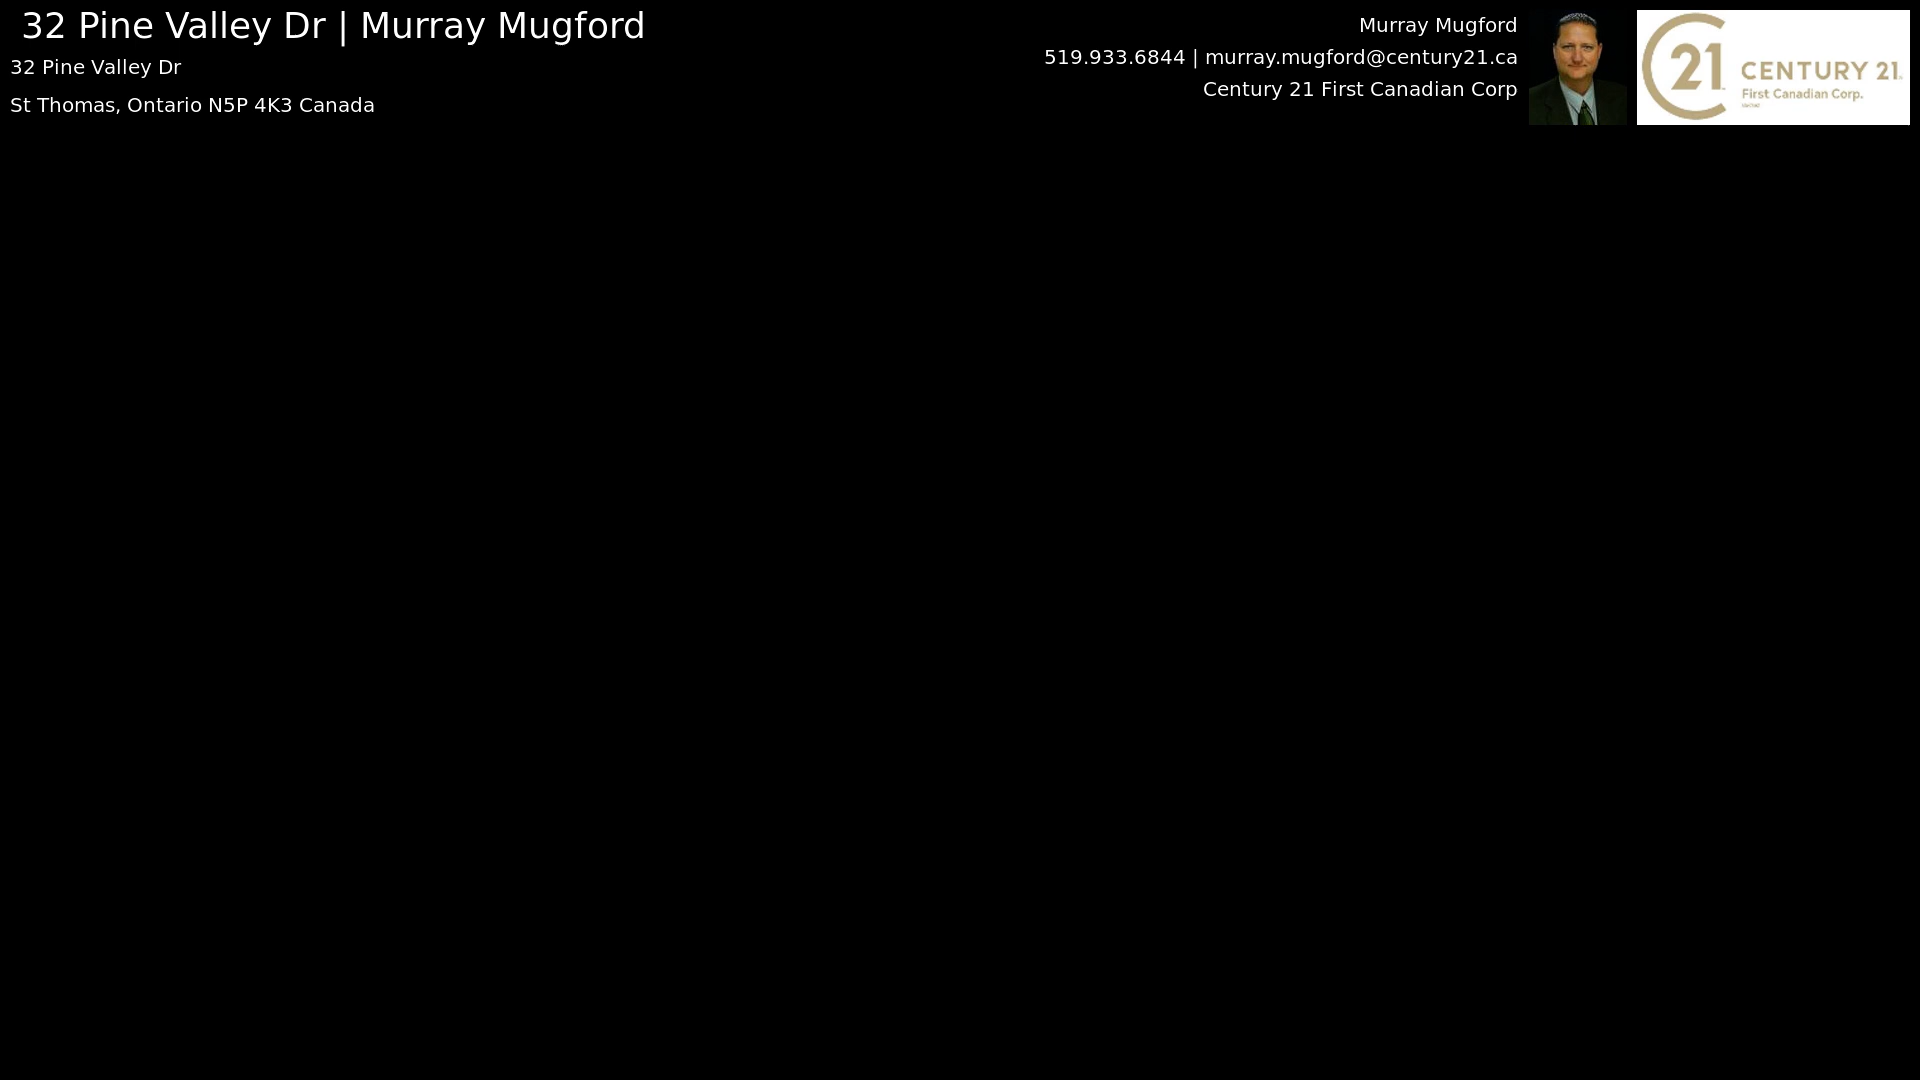 32 Pine Valley Dr | Murray Mugford
32 Pine Valley Dr
St Thomas, Ontario N5P 4K3 Canada
Murray Mugford
519.933.6844 | murray.mugford@century21.ca
Century 21 First Canadian Corp
21
CENTURY 21.
First Canadian Corp.